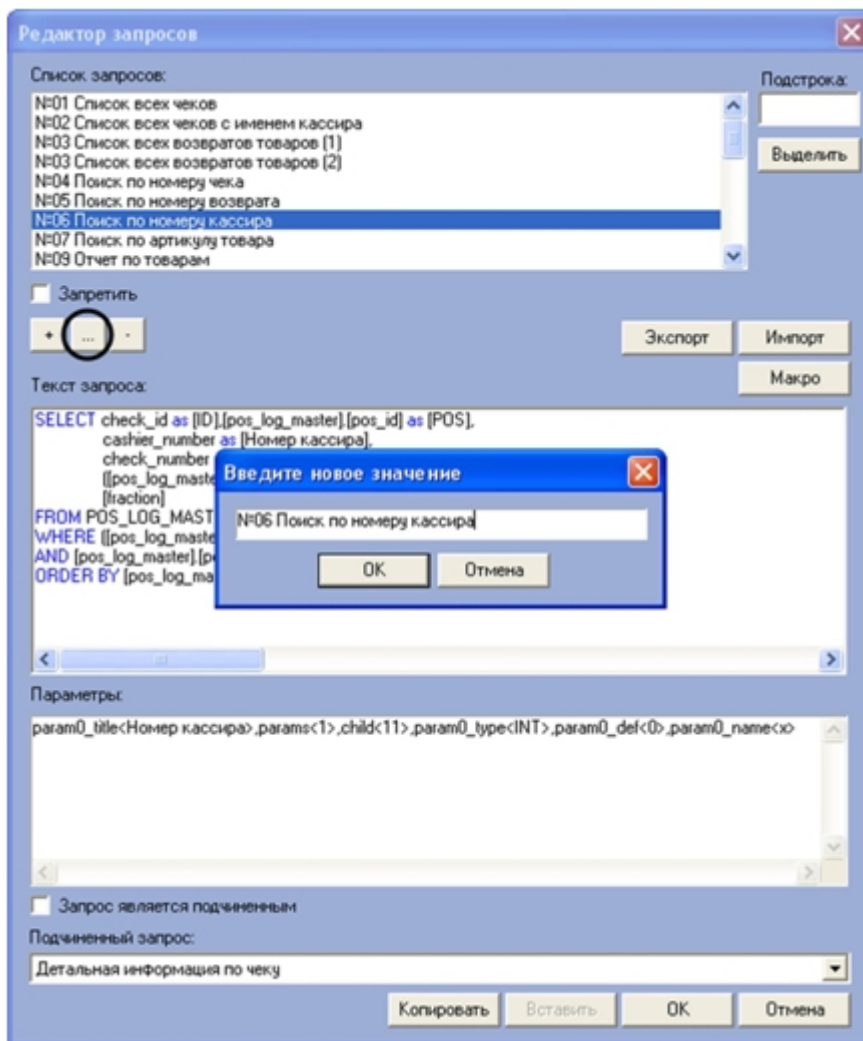 Редактор запросов
Список запросов:
Подстрока:
№01 Список всех чеков
№02 Список всех чеков с именем кассира
№03 Список всех возвратов товаров (1)
№03 Список всех возвратов товаров (2)
№04 Поиск по номеру чека
№05 Поиск по номеру возврата
№06 Поиск по номеру кассира
№07 Поиск по артикулу товара
№09 Отчет по товарам
Выделить
Запретить
+ ... -
Экспорт Импорт
Макро
Текст запроса:
SELECT check_id as [ID],[pos_log_master].[pos_id] as [POS],
cashier_number as [Номер кассира],
check_number
([pos_log_maste
[fraction]
FROM POS_LOG_MAST
WHERE ([pos_log_maste
AND [pos_log_master].[p
ORDER BY [pos_log_ma
Введите новое значение
№06 Поиск по номеру кассира
OK Отмена
Параметры:
param0_title<Номер кассира>,params<1>,child<11>,param0_type<INT>,param0_def<0>,param0_name<x>
Запрос является подчиненным
Подчиненный запрос:
Детальная информация по чеку
Копировать Вставить OK Отмена